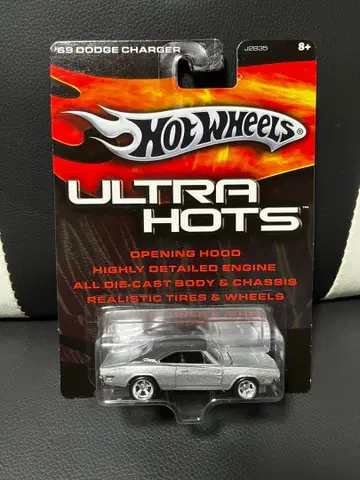 '69 DODGE CHARGER
J2835
8+
HOT WHEELS
ULTRA
HOTS™
OPENING HOOD
HIGHLY DETAILED ENGINE
ALL DIE-CAST BODY & CHASSIS
REALISTIC TIRES & WHEELS